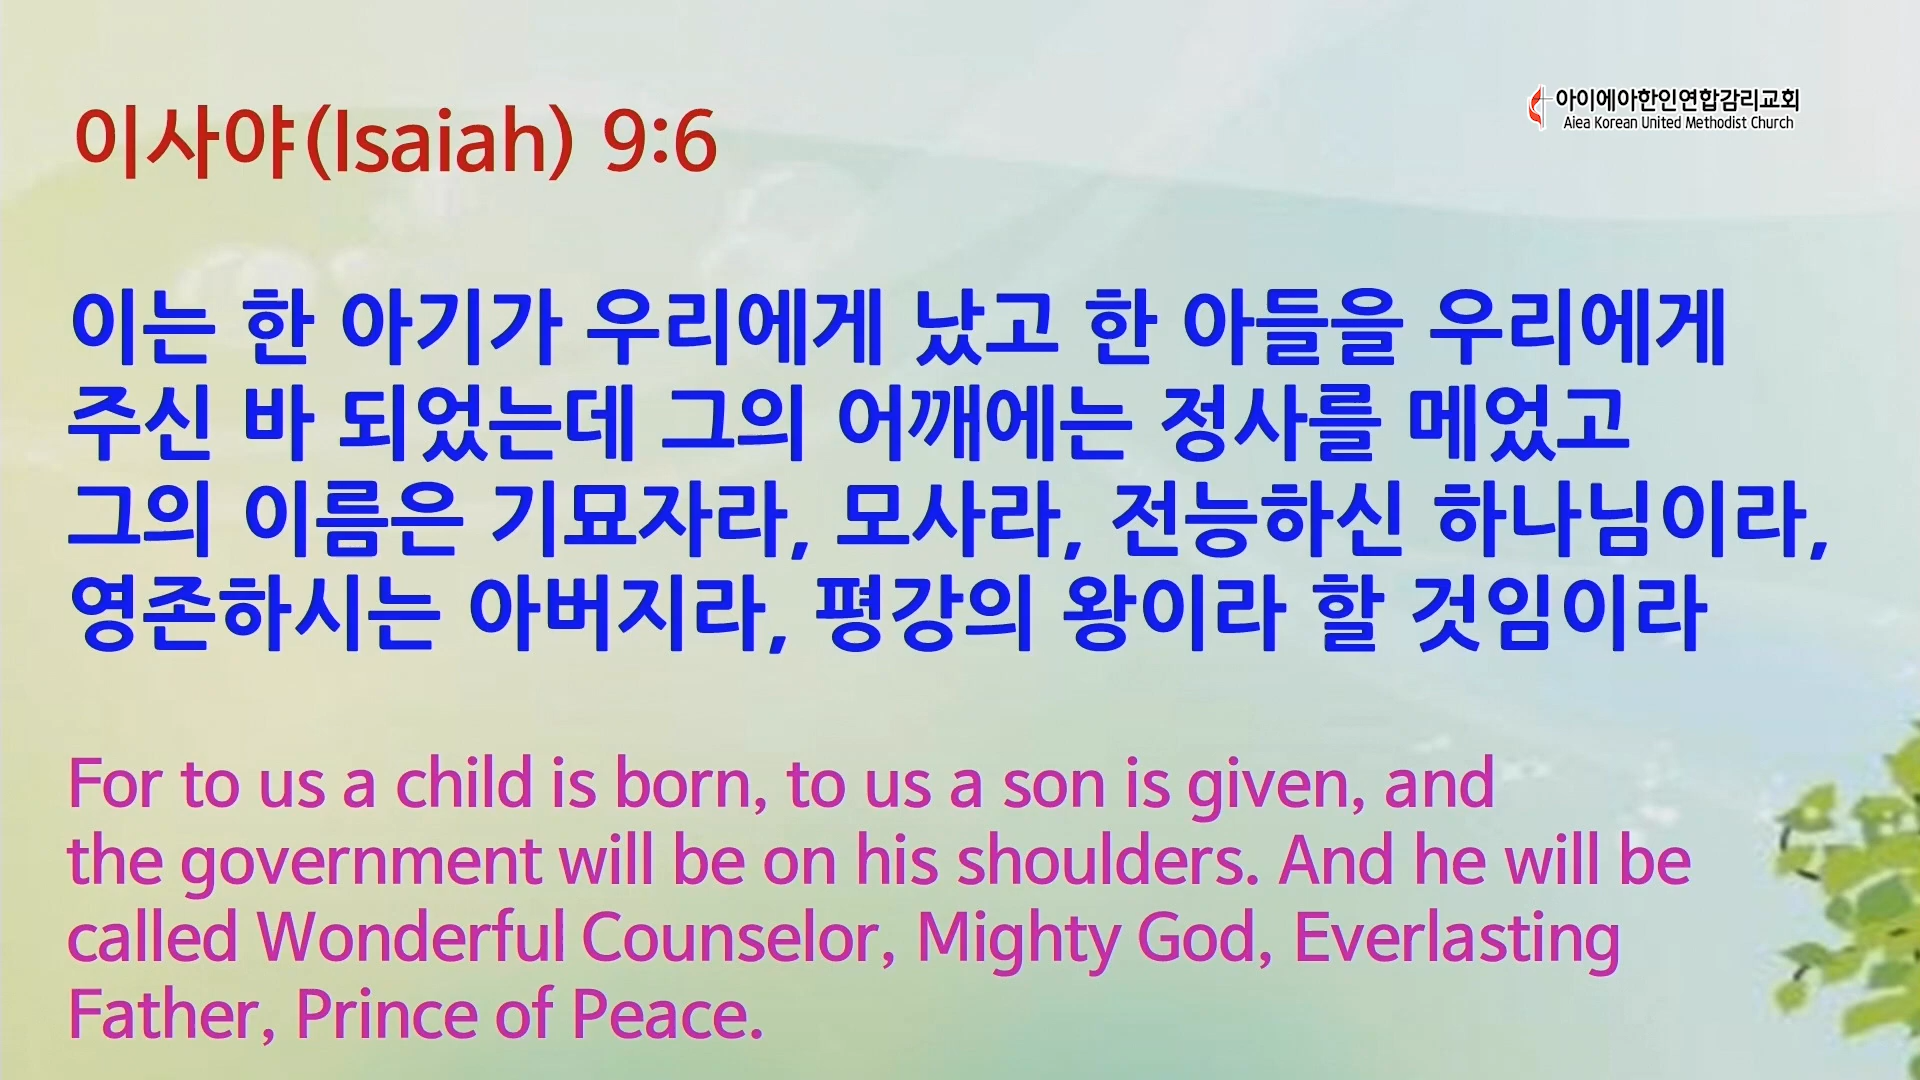 아이에아한인연합감리교회
Aiea Korean United Methodist Church
이사야(Isaiah) 9:6
이는 한 아기가 우리에게 났고 한 아들을 우리에게
주신 바 되었는데 그의 어깨에는 정사를 메었고
그의 이름은 기묘자라, 모사라, 전능하신 하나님이라,
영존하시는 아버지라, 평강의 왕이라 할 것임이라
For to us a child is born, to us a son is given, and
the government will be on his shoulders. And he will be
called Wonderful Counselor, Mighty God, Everlasting
Father, Prince of Peace.